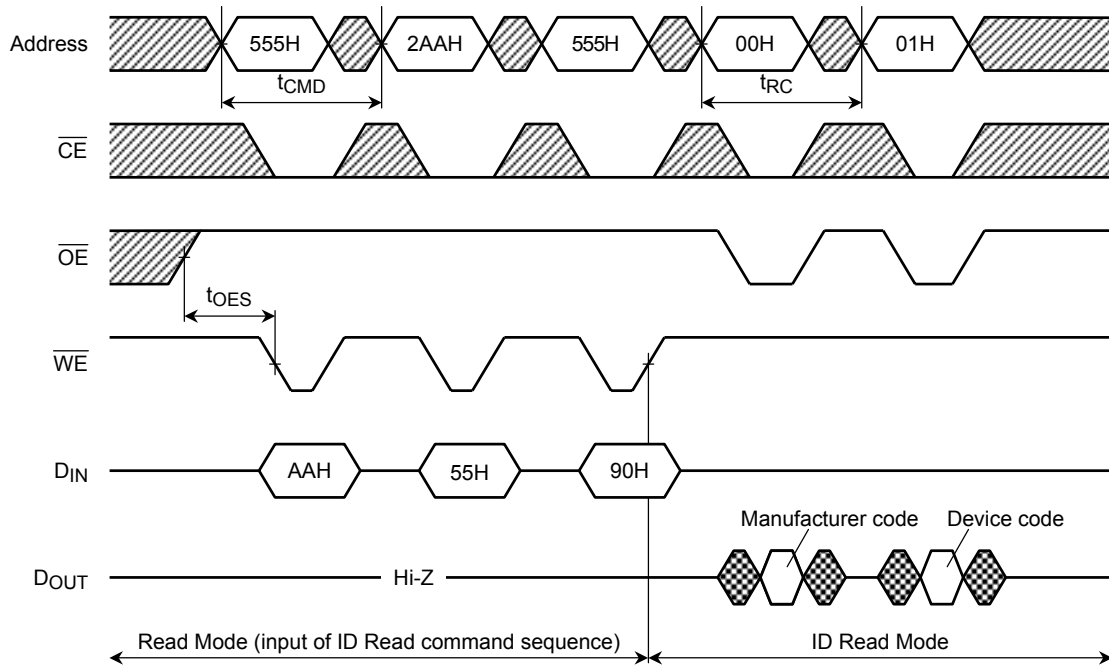 Address 555H 2AAH 555H 00H 01H
tCMD tRC
CE
OE
tOES
WE
DIN AAH 55H 90H
Manufacturer code Device code
DOUT Hi-Z
Read Mode (input of ID Read command sequence) ID Read Mode